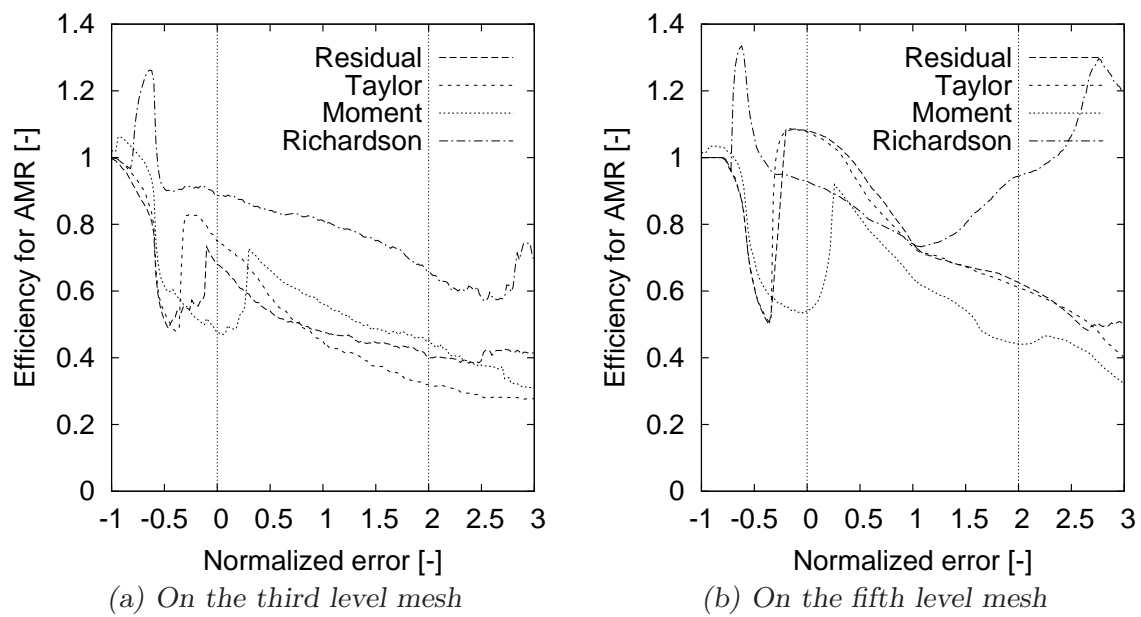 Efficiency for AMR [-]
1.4
1.2
1
0.8
0.6
0.4
0.2
0
Residual
Taylor
Moment
Richardson
-1 -0.5 0 0.5 1 1.5 2 2.5 3
Normalized error [-]
(a) On the third level mesh
Efficiency for AMR [-]
1.4
1.2
1
0.8
0.6
0.4
0.2
0
Residual
Taylor
Moment
Richardson
-1 -0.5 0 0.5 1 1.5 2 2.5 3
Normalized error [-]
(b) On the fifth level mesh